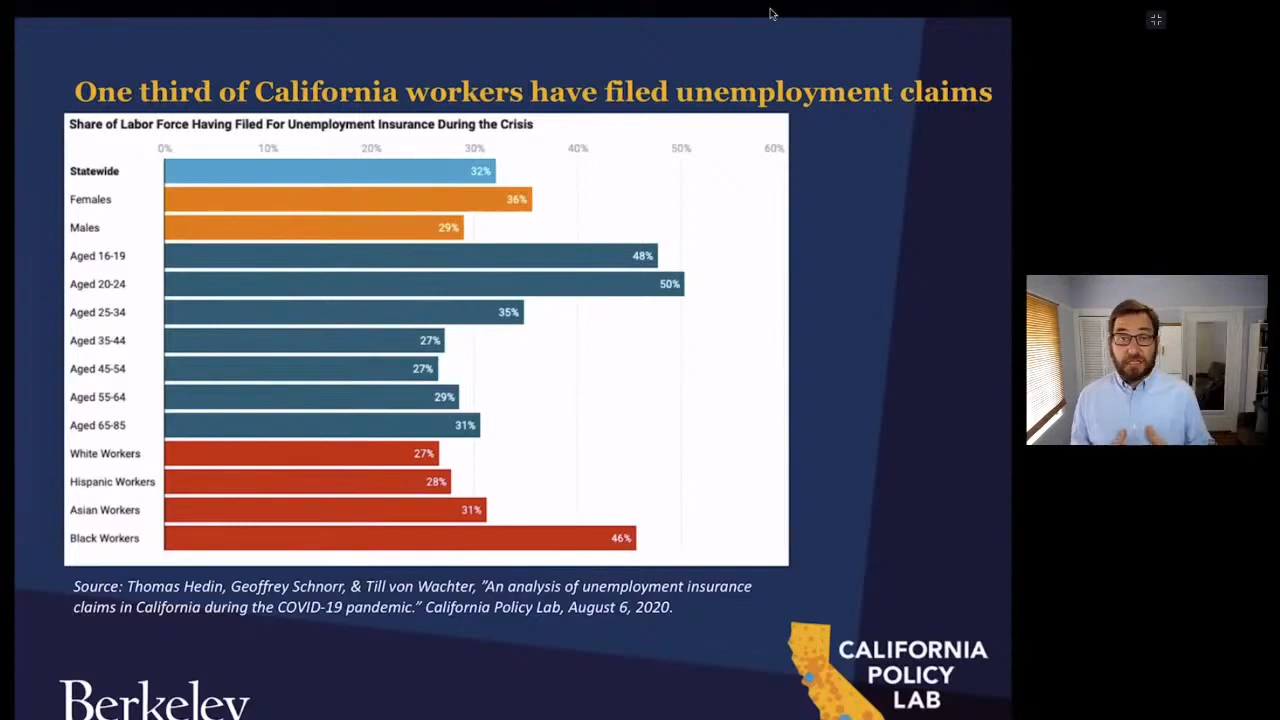 One third of California workers have filed unemployment claims
Share of Labor Force Having Filed For Unemployment Insurance During the Crisis
0% 10% 20% 30% 40% 50% 60%
Statewide 32%
Females 36%
Males 29%
Aged 16-19 48%
Aged 20-24 50%
Aged 25-34 35%
Aged 35-44 27%
Aged 45-54 27%
Aged 55-64 29%
Aged 65-85 31%
White Workers 27%
Hispanic Workers 28%
Asian Workers 31%
Black Workers 46%
Source: Thomas Hedin, Geoffrey Schnorr, & Till von Wachter, ”An analysis of unemployment insurance
claims in California during the COVID-19 pandemic.” California Policy Lab, August 6, 2020.
Berkeley
CALIFORNIA
POLICY
LAB